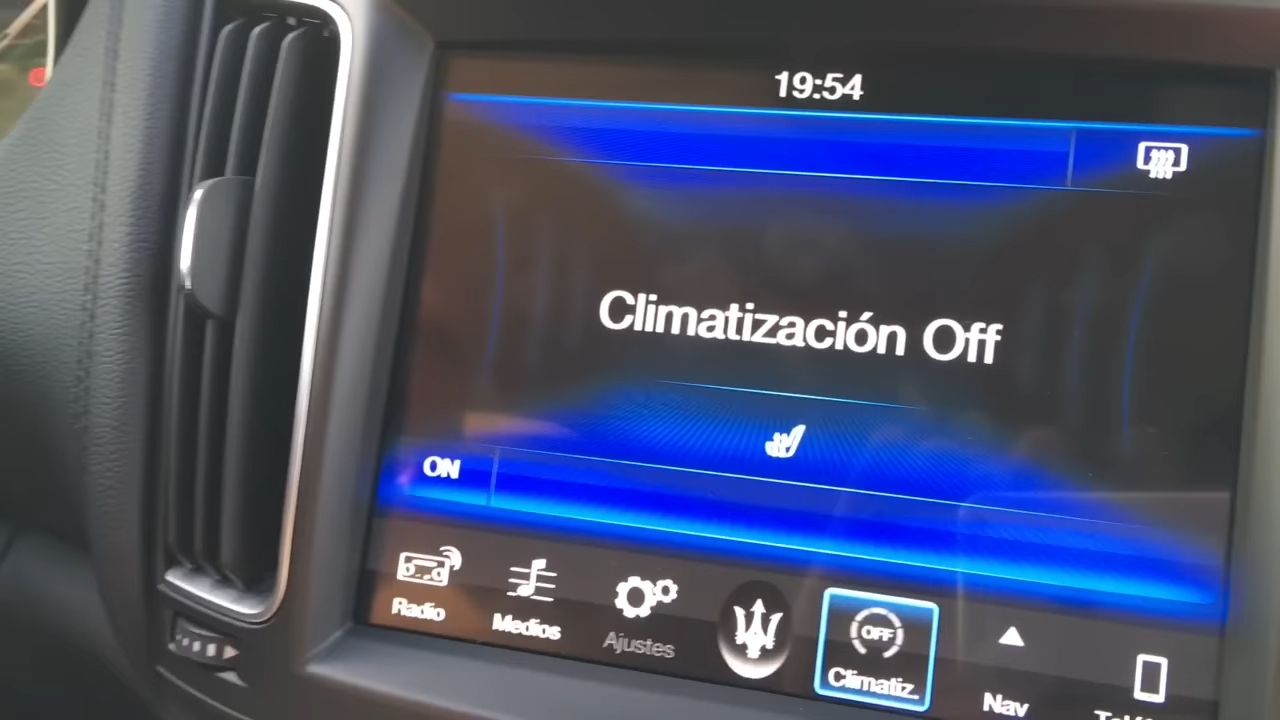 19:54
Climatización Off
ON
Radio
Medios
Ajustes
OFF
Climatiz.
Nav